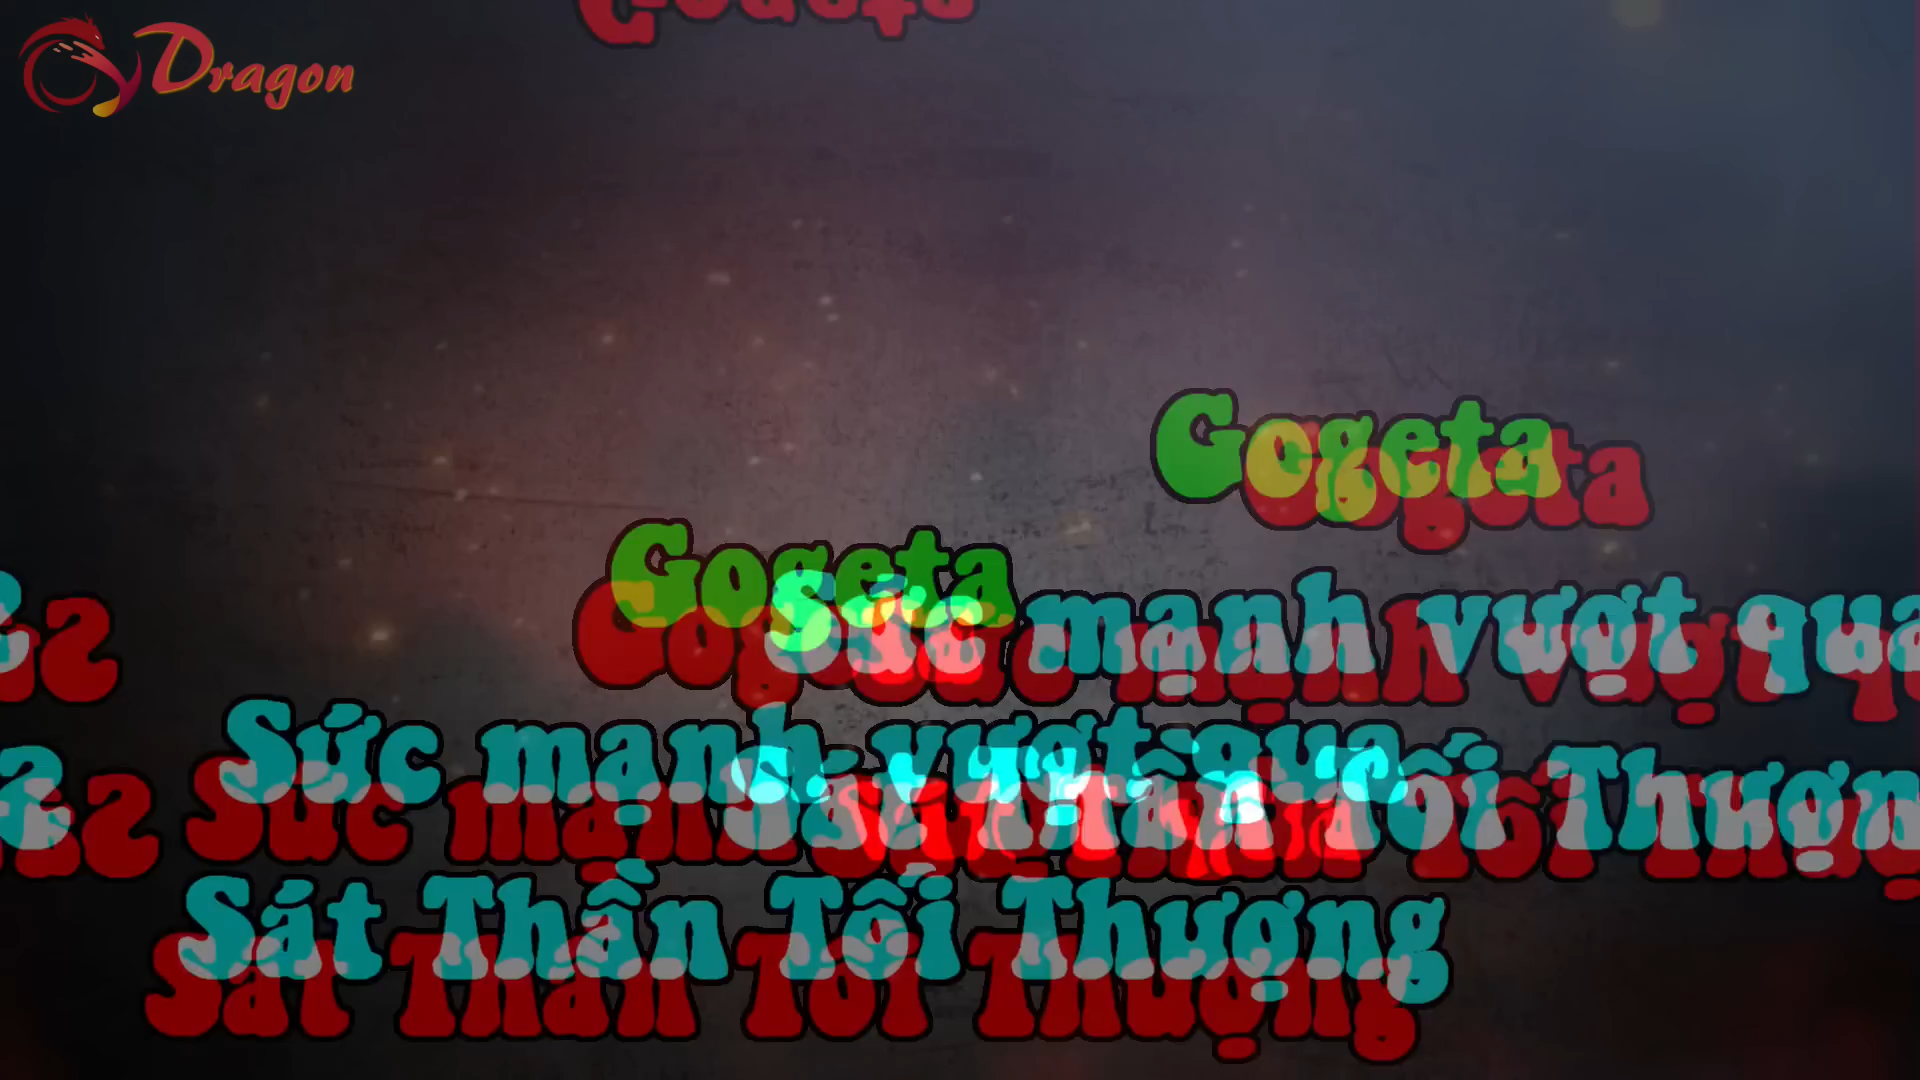 Dragon
Gogeta
Gogeta
Gogeta
Sức mạnh vượt qua
Sức mạnh vượt qua
Sát Thần Tối Thượng
Sát Thần Tối Thượng